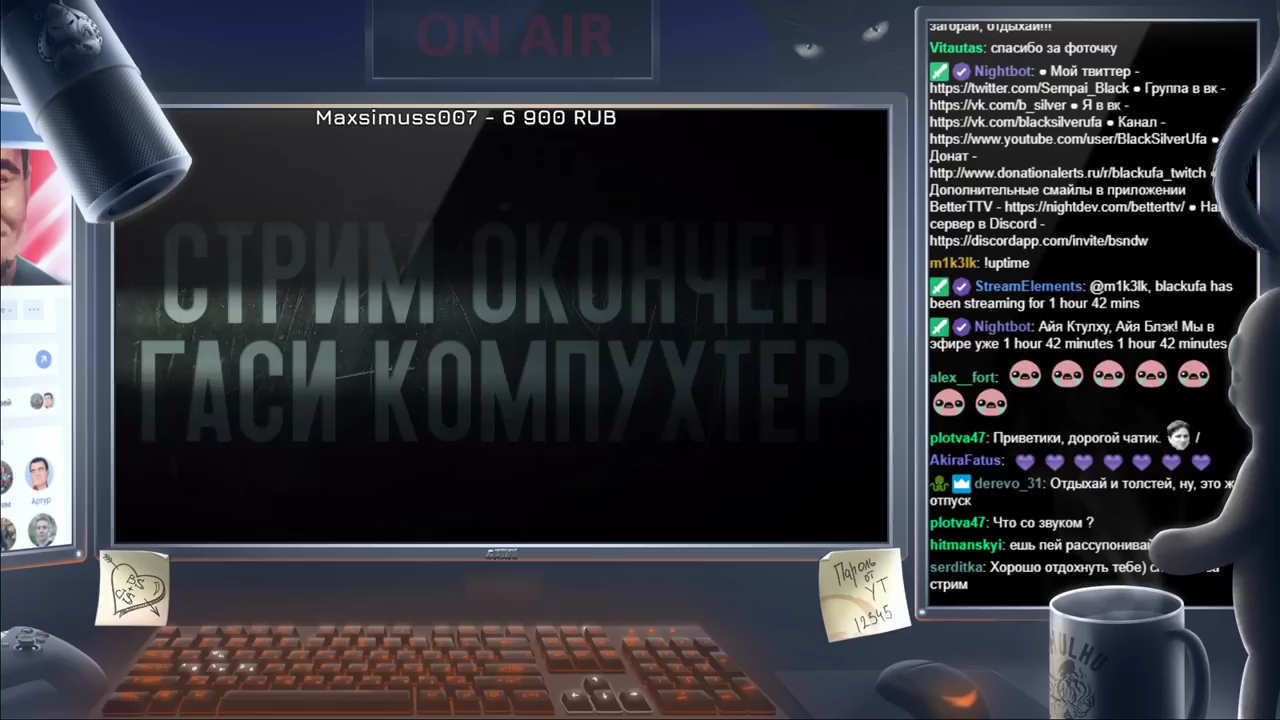 ON AIR
Maxsimuss007 - 6 900 RUB
СТРИМ ОКОНЧЕН
ГАСИ КОМПУХТЕР
Артур
BS
+
JS
Пароль
от
УТ
12345
загорай, отдыхай!!!
Vitautas: спасибо за фоточку
Nightbot: ● Мой твиттер -
https://twitter.com/Sempai_Black ● Группа в вк -
https://vk.com/b_silver ● Я в вк -
https://vk.com/blacksilverufa ● Канал -
https://www.youtube.com/user/BlackSilverUfa ●
Донат -
http://www.donationalerts.ru/r/blackufa_twitch ●
Дополнительные смайлы в приложении
BetterTTV - https://nightdev.com/betterttv/ ●
сервер в Discord -
https://discordapp.com/invite/bsndw
m1k3lk: !uptime
StreamElements: @m1k3lk, blackufa has
been streaming for 1 hour 42 mins
Nightbot: Айя Ктулху, Айя Блэк! Мы в
эфире уже 1 hour 42 minutes 1 hour 42 minutes
alex__fort:
plotva47: Приветики, дорогой чатик. /
AkiraFatus:
derevo_31: Отдыхай и толстей, ну, это ж
отпуск
plotva47: Что со звуком ?
hitmanskyi: ешь пей рассупонивай
serditka: Хорошо отдохнуть тебе)
стрим